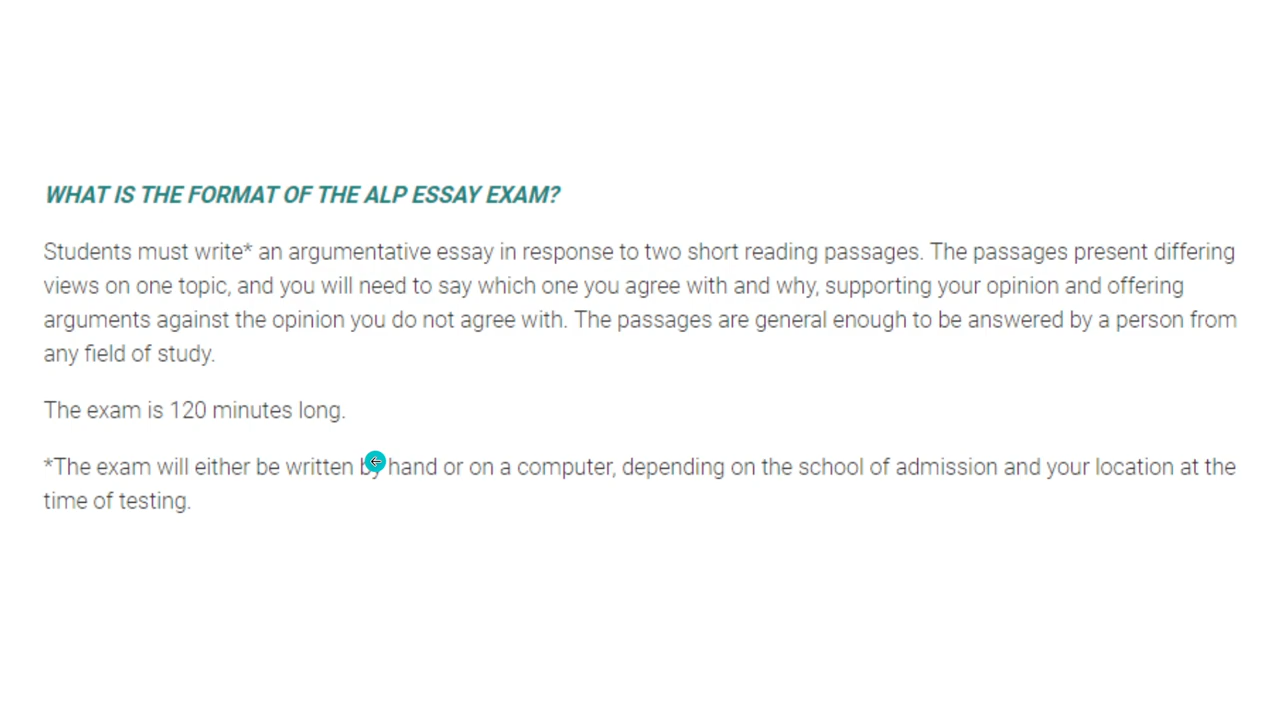 WHAT IS THE FORMAT OF THE ALP ESSAY EXAM?
Students must write* an argumentative essay in response to two short reading passages. The passages present differing
views on one topic, and you will need to say which one you agree with and why, supporting your opinion and offering
arguments against the opinion you do not agree with. The passages are general enough to be answered by a person from
any field of study.
The exam is 120 minutes long.
*The exam will either be written by hand or on a computer, depending on the school of admission and your location at the
time of testing.